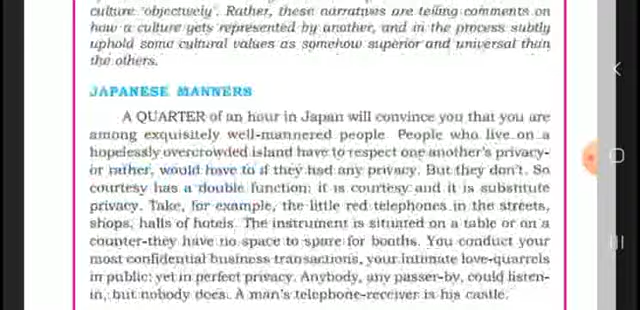 culture 'objectively'. Rather, these narratives are telling comments on
how a culture gets represented by another, and in the process subtly
uphold some cultural values as somehow superior and universal than
the others.
JAPANESE MANNERS
A QUARTER of an hour in Japan will convince you that you are
among exquisitely well-mannered people. People who live on a
hopelessly overcrowded island have to respect one another's privacy-
or rather, would have to if they had any privacy. But they don't. So
courtesy has a double function: it is courtesy and it is substitute
privacy. Take, for example, the little red telephones in the streets,
shops, halls of hotels. The instrument is situated on a table or on a
counter-they have no space to spare for booths. You conduct your
most confidential business transactions, your intimate love-quarrels
in public; yet in perfect privacy. Anybody, any passer-by, could listen-
in, but nobody does. A man's telephone-receiver is his castle.